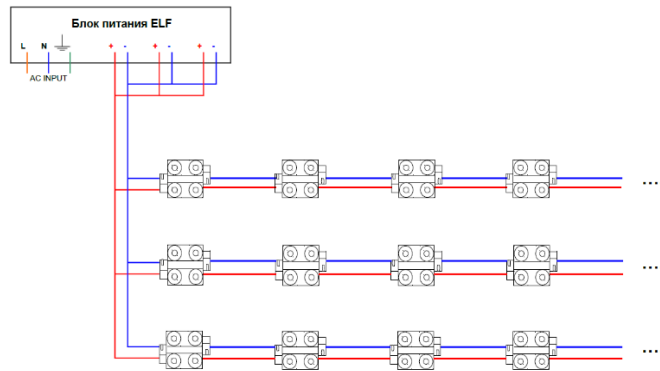 Блок питания ELF
L N + - + - + -
AC INPUT
...
...
...